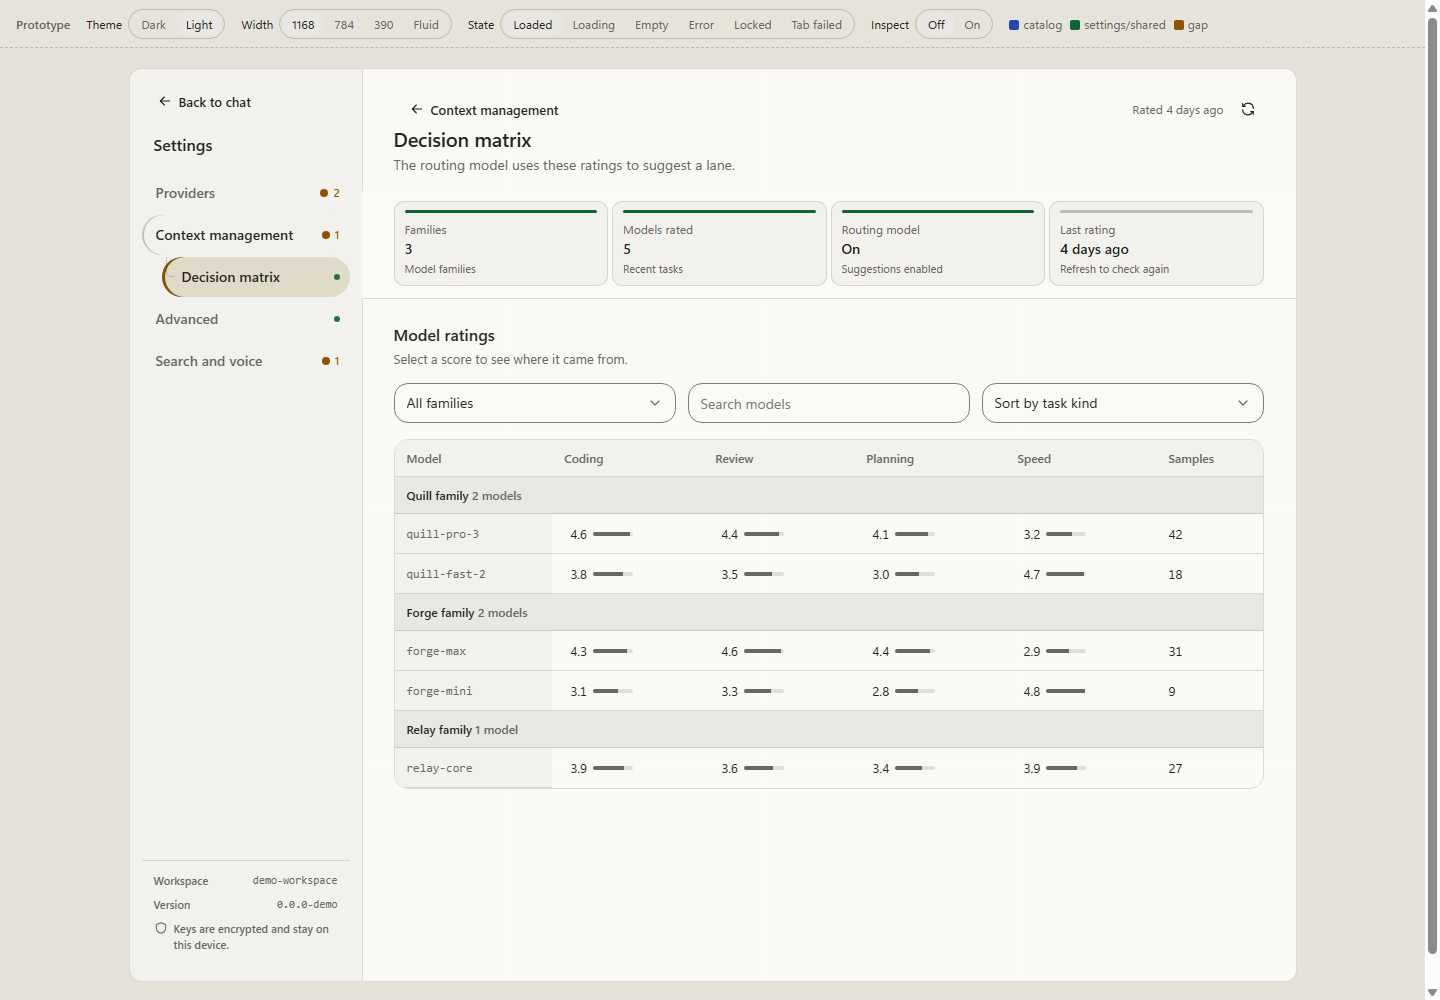 Prototype Theme Dark Light Width 1168 784 390 Fluid State Loaded Loading Empty Error Locked Tab failed Inspect Off On catalog settings/shared gap
Back to chat
Settings
Providers 2
Context management 1
Decision matrix
Advanced
Search and voice 1
Workspace demo-workspace
Version 0.0.0-demo
Keys are encrypted and stay on
this device.
Context management Rated 4 days ago
Decision matrix
The routing model uses these ratings to suggest a lane.
Families
3
Model families
Models rated
5
Recent tasks
Routing model
On
Suggestions enabled
Last rating
4 days ago
Refresh to check again
Model ratings
Select a score to see where it came from.
All families Search models Sort by task kind
Model Coding Review Planning Speed Samples
Quill family 2 models
quill-pro-3 4.6 4.4 4.1 3.2 42
quill-fast-2 3.8 3.5 3.0 4.7 18
Forge family 2 models
forge-max 4.3 4.6 4.4 2.9 31
forge-mini 3.1 3.3 2.8 4.8 9
Relay family 1 model
relay-core 3.9 3.6 3.4 3.9 27